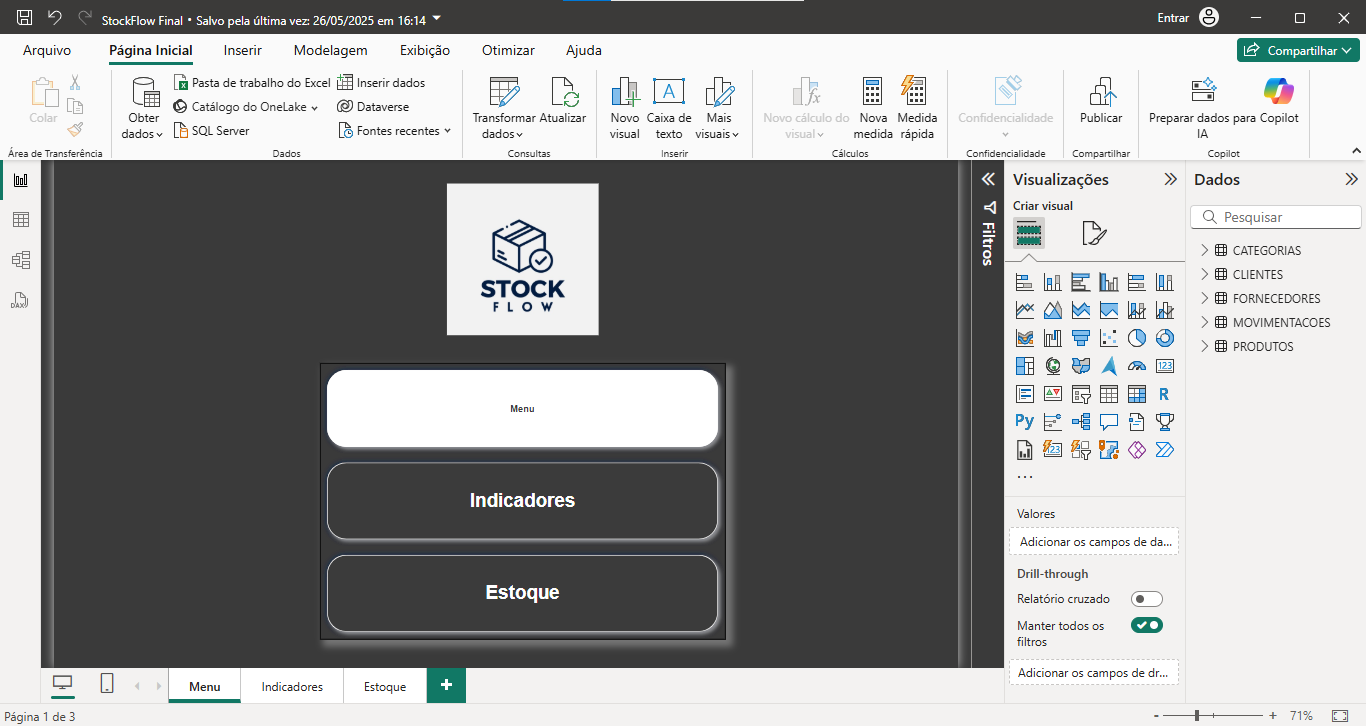 StockFlow Final • Salvo pela última vez: 26/05/2025 em 16:14
Entrar
Arquivo
Página Inicial
Inserir
Modelagem
Exibição
Otimizar
Ajuda
Compartilhar
Colar
Área de Transferência
Obter dados
Pasta de trabalho do Excel
Catálogo do OneLake
SQL Server
Inserir dados
Dataverse
Fontes recentes
Dados
Transformar dados
Atualizar
Consultas
Novo visual
Caixa de texto
Mais visuais
Inserir
Novo cálculo do visual
Nova medida
Medida rápida
Cálculos
Confidencialidade
Confidencialidade
Publicar
Compartilhar
Preparar dados para IA
Copilot
Copilot
STOCK
FLOW
Menu
Indicadores
Estoque
Filtros
Visualizações
Criar visual
Valores
Adicionar os campos de da...
Drill-through
Relatório cruzado
Manter todos os
filtros
Adicionar os campos de dr...
Dados
Pesquisar
CATEGORIAS
CLIENTES
FORNECEDORES
MOVIMENTACOES
PRODUTOS
Menu
Indicadores
Estoque
Página 1 de 3
71%